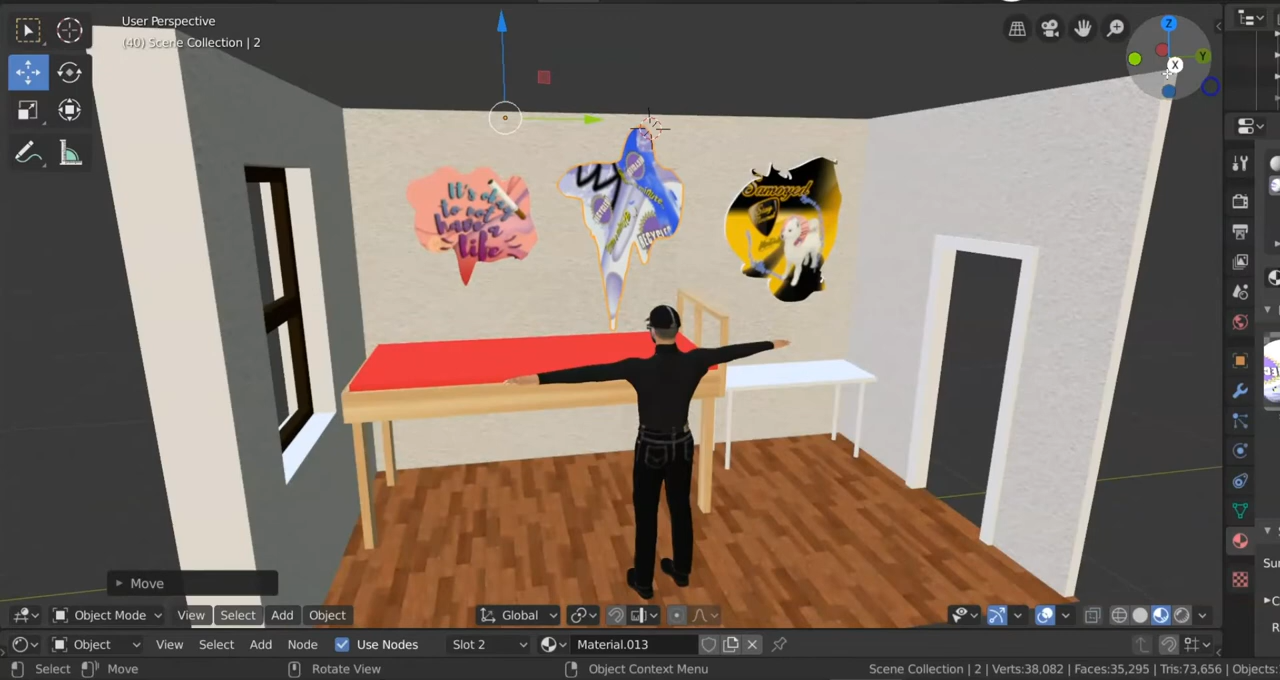 User Perspective
(40) Scene Collection | 2
Z
Y
X
It's okay
to not
have a
life
RECYCLED
Samoyed
Move
Object Mode
View
Select
Add
Object
Global
Object
View
Select
Add
Node
Use Nodes
Slot 2
Material.013
Select
Move
Rotate View
Object Context Menu
Scene Collection | 2 | Verts:38,082 | Faces:35,295 | Tris:73,656 | Objects: